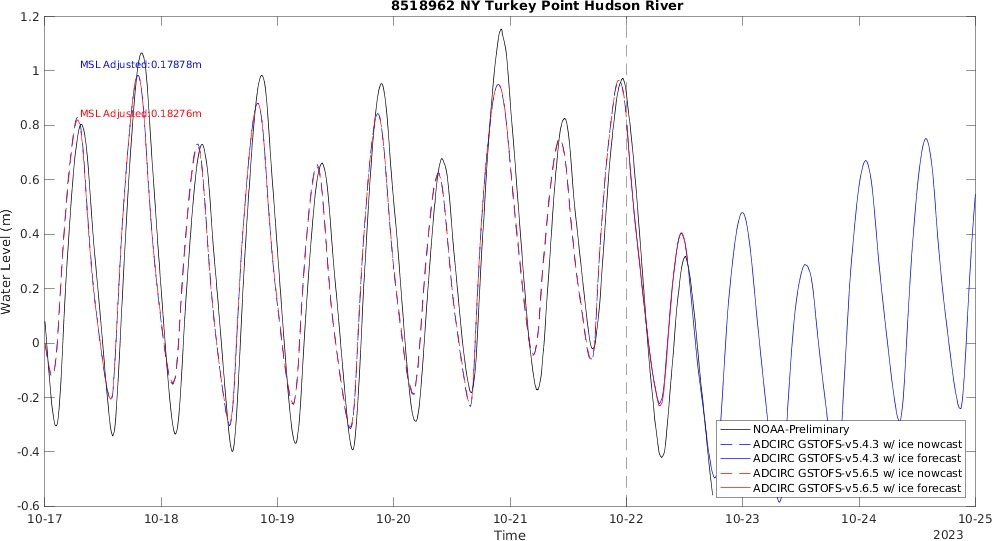 8518962 NY Turkey Point Hudson River
1.2
1
0.8
0.6
0.4
0.2
0
-0.2
-0.4
-0.6
Water Level (m)
MSL Adjusted:0.17878m
MSL Adjusted:0.18276m
NOAA-Preliminary
ADCIRC GSTOFS-v5.4.3 w/ ice nowcast
ADCIRC GSTOFS-v5.4.3 w/ ice forecast
ADCIRC GSTOFS-v5.6.5 w/ ice nowcast
ADCIRC GSTOFS-v5.6.5 w/ ice forecast
10-17 10-18 10-19 10-20 10-21 10-22 10-23 10-24 10-25
Time
2023